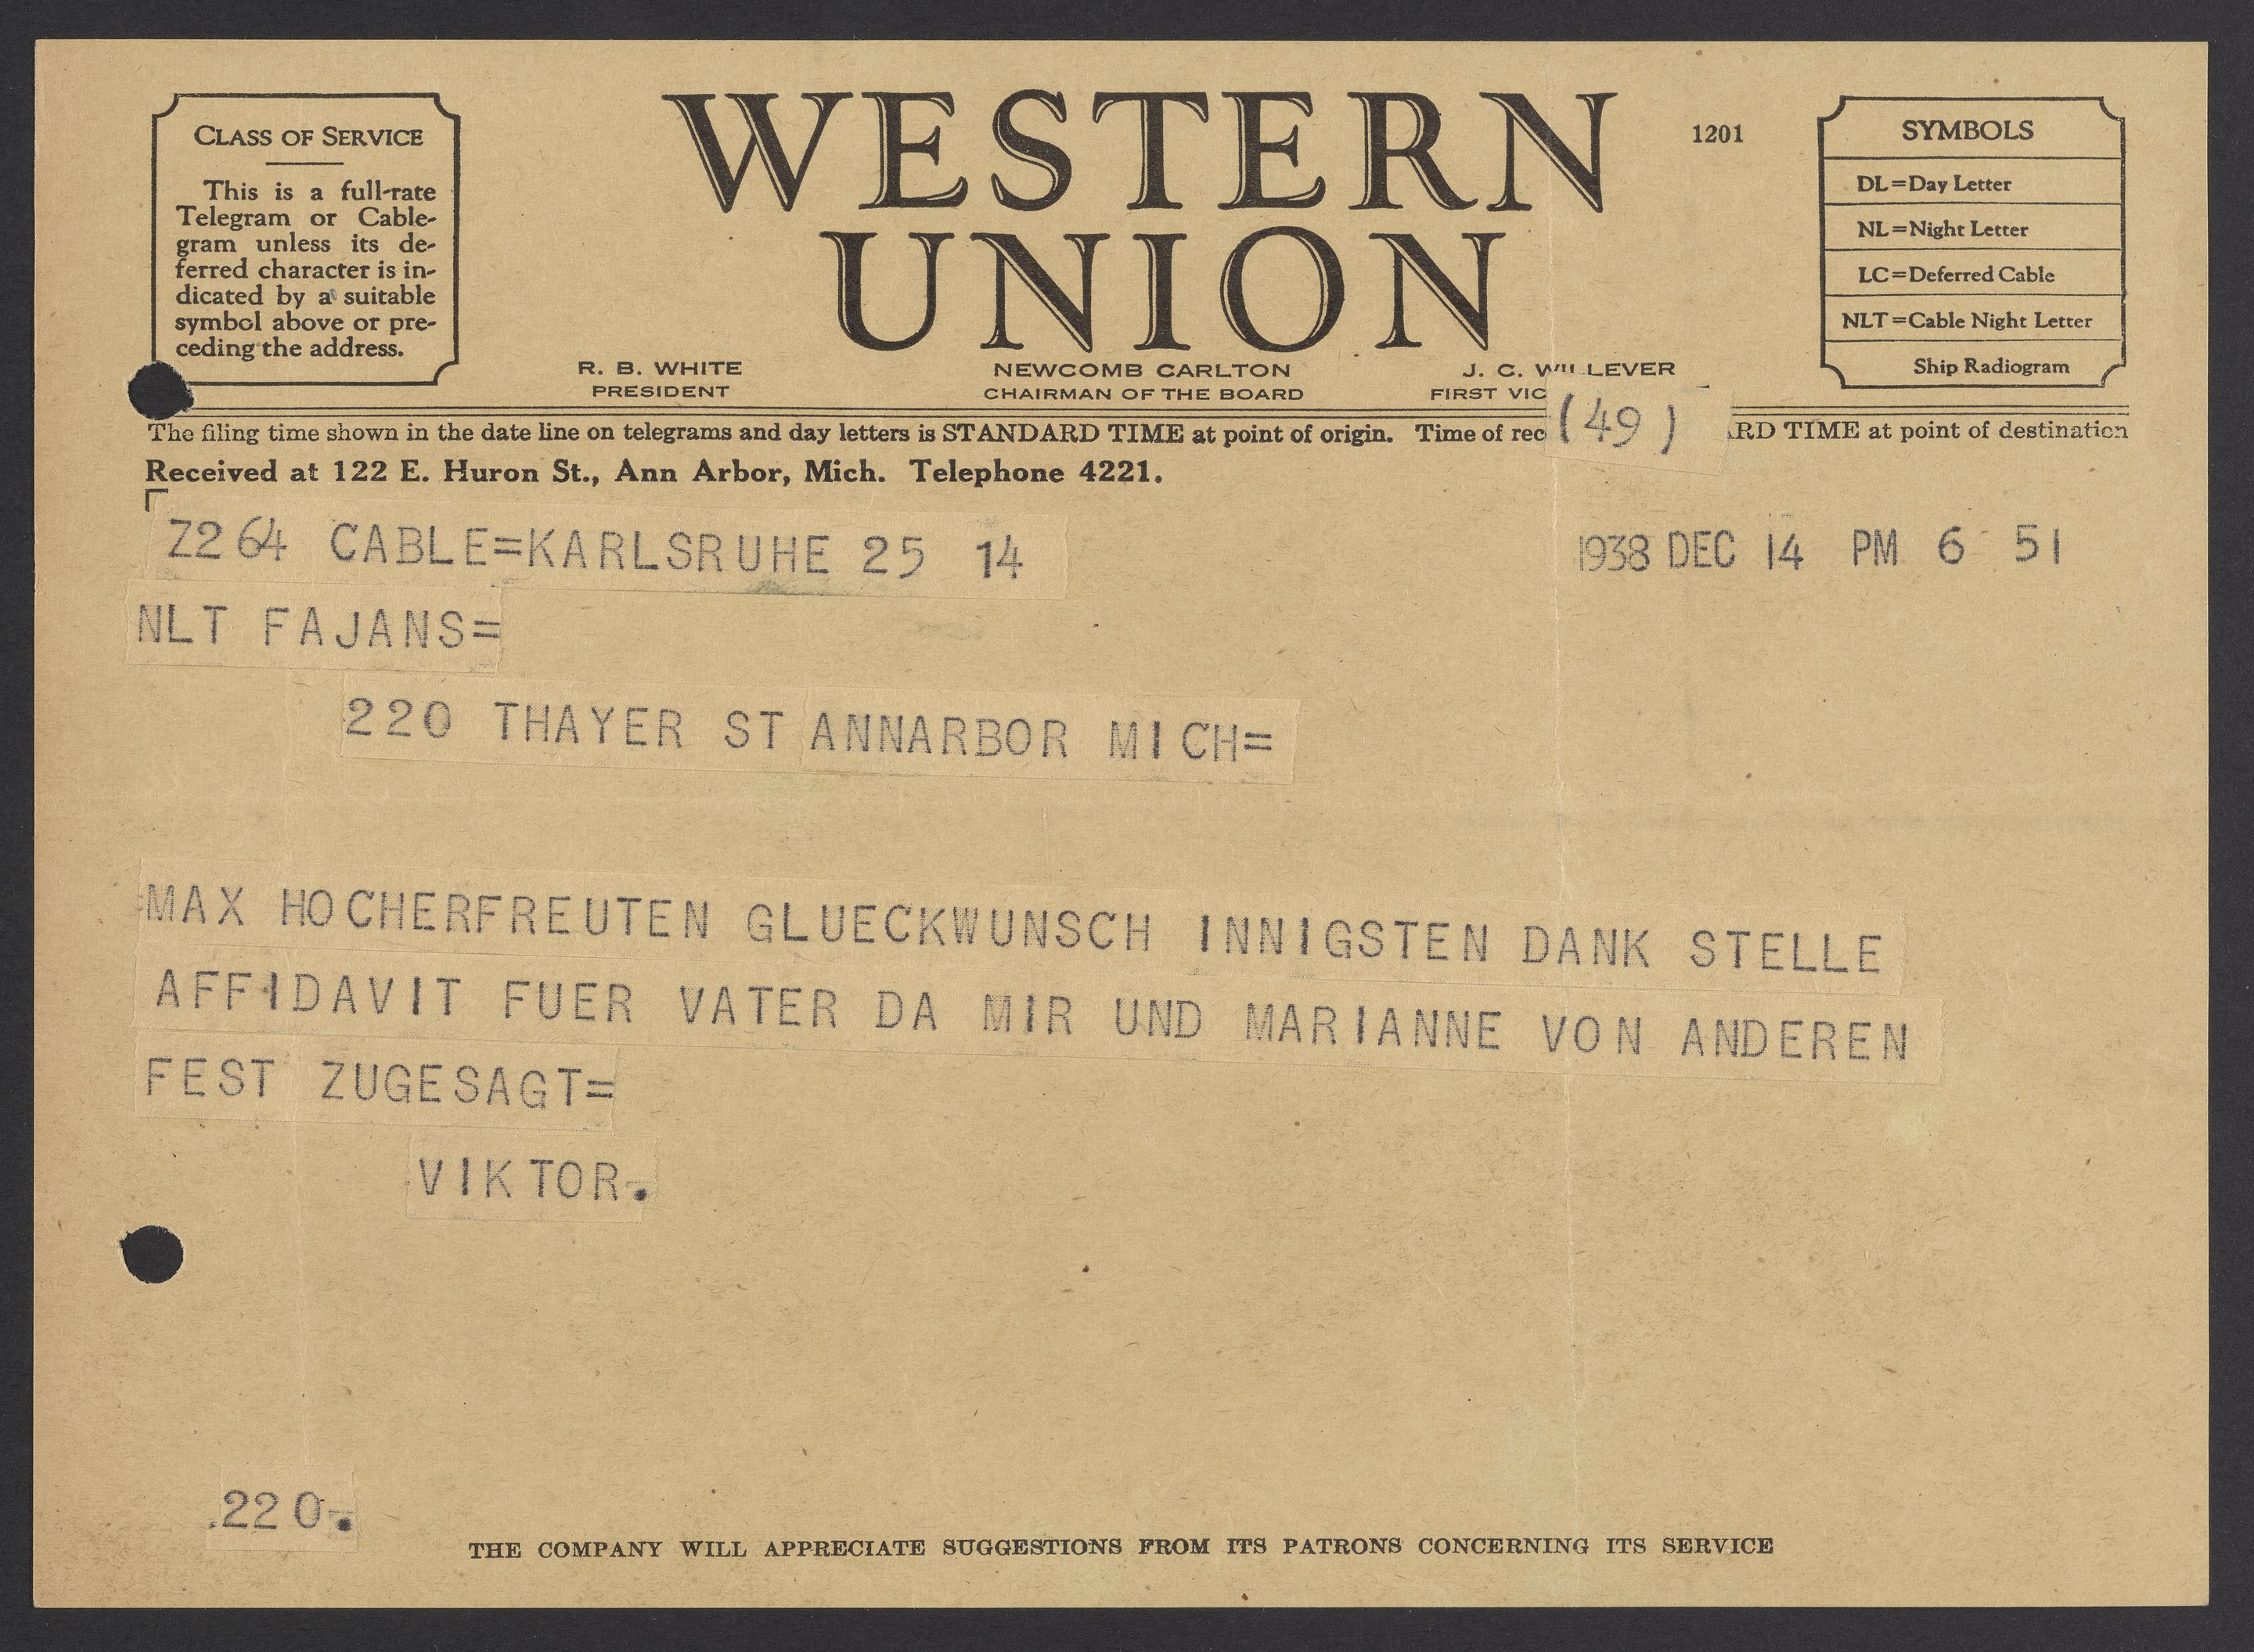 CLASS OF SERVICE
This is a full-rate
Telegram or Cable-
gram unless its de-
ferred character is in-
dicated by a suitable
symbol above or pre-
ceding the address.
WESTERN
UNION
1201
SYMBOLS
DL=Day Letter
NL=Night Letter
LC=Deferred Cable
NLT=Cable Night Letter
Ship Radiogram
R. B. WHITE
PRESIDENT
NEWCOMB CARLTON
CHAIRMAN OF THE BOARD
J. C. WILLEVER
FIRST VIC
(49)
The filing time shown in the date line on telegrams and day letters is STANDARD TIME at point of origin. Time of rec RD TIME at point of destination
Received at 122 E. Huron St., Ann Arbor, Mich. Telephone 4221.
Z264 CABLE=KARLSRUHE 25 14
1938 DEC 14 PM 6 51
NLT FAJANS=
220 THAYER ST ANNARBOR MICH=
MAX HOCHERFREUTEN GLUECKWUNSCH INNIGSTEN DANK STELLE
AFFIDAVIT FUER VATER DA MIR UND MARIANNE VON ANDEREN
FEST ZUGESAGT=
VIKTOR.
220.
THE COMPANY WILL APPRECIATE SUGGESTIONS FROM ITS PATRONS CONCERNING ITS SERVICE